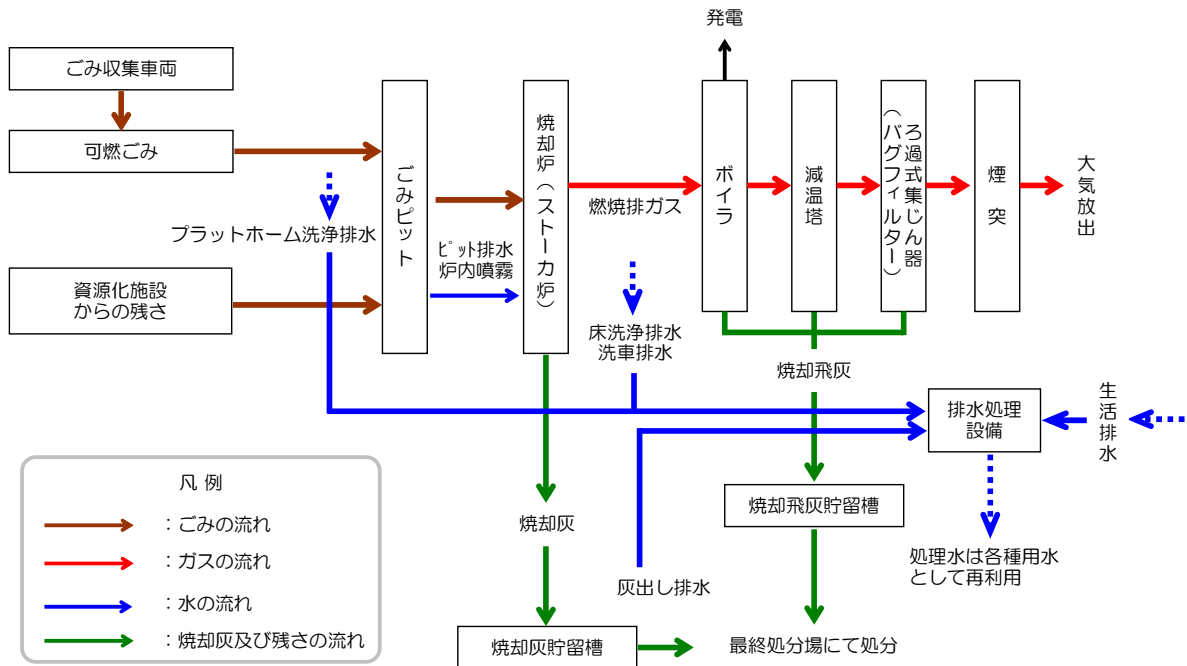 発電
ごみ収集車両
可燃ごみ
プラットホーム洗浄排水
資源化施設
からの残さ
ごみピット
ピット排水
炉内噴霧
焼却炉(ストーカ炉)
燃焼排ガス
床洗浄排水
洗車排水
ボイラ
減温塔
ろ過式集じん器
(バグフィルター)
煙 突
大気放出
焼却飛灰
排水処理
設備
生活排水
焼却飛灰貯留槽
処理水は各種用水
として再利用
焼却灰
灰出し排水
焼却灰貯留槽
最終処分場にて処分
凡 例
:ごみの流れ
:ガスの流れ
:水の流れ
:焼却灰及び残さの流れ